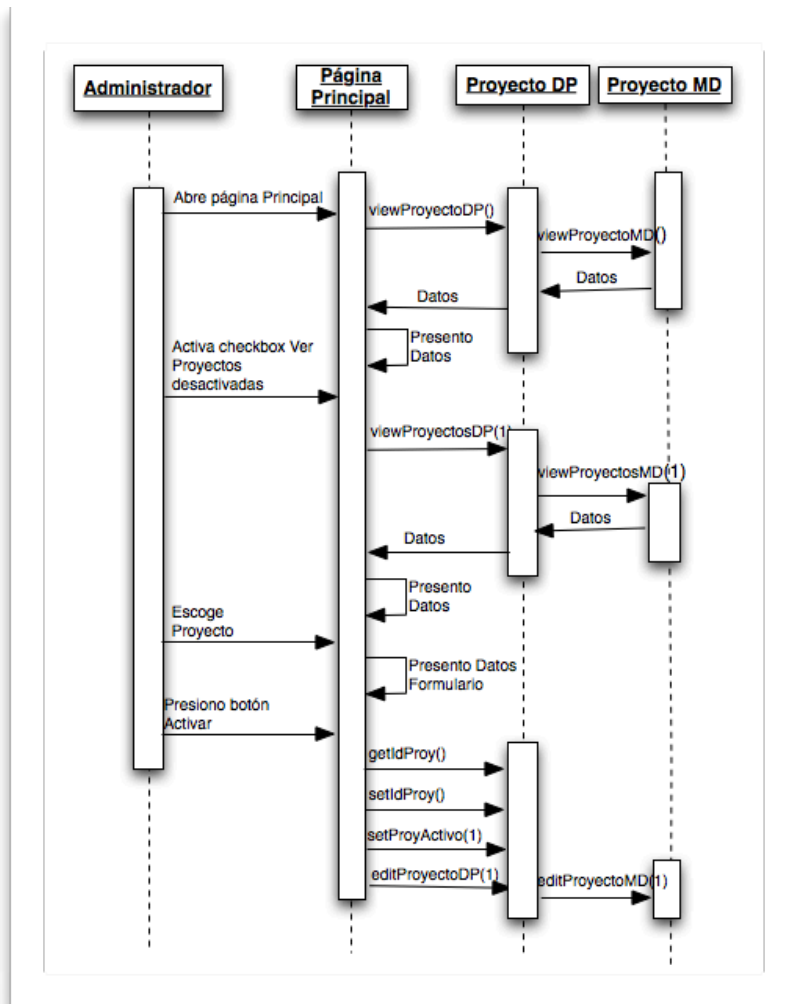 Administrador
Página
Principal
Proyecto DP
Proyecto MD
Abre página Principal
viewProyectoDP()
viewProyectoMD()
Datos
Datos
Presento
Datos
Activa checkbox Ver
Proyectos
desactivadas
viewProyectosDP(1)
viewProyectosMD(1)
Datos
Datos
Presento
Datos
Escoge
Proyecto
Presento Datos
Formulario
Presiono botón
Activar
getIdProy()
setIdProy()
setProyActivo(1)
editProyectoDP(1)
editProyectoMD(1)